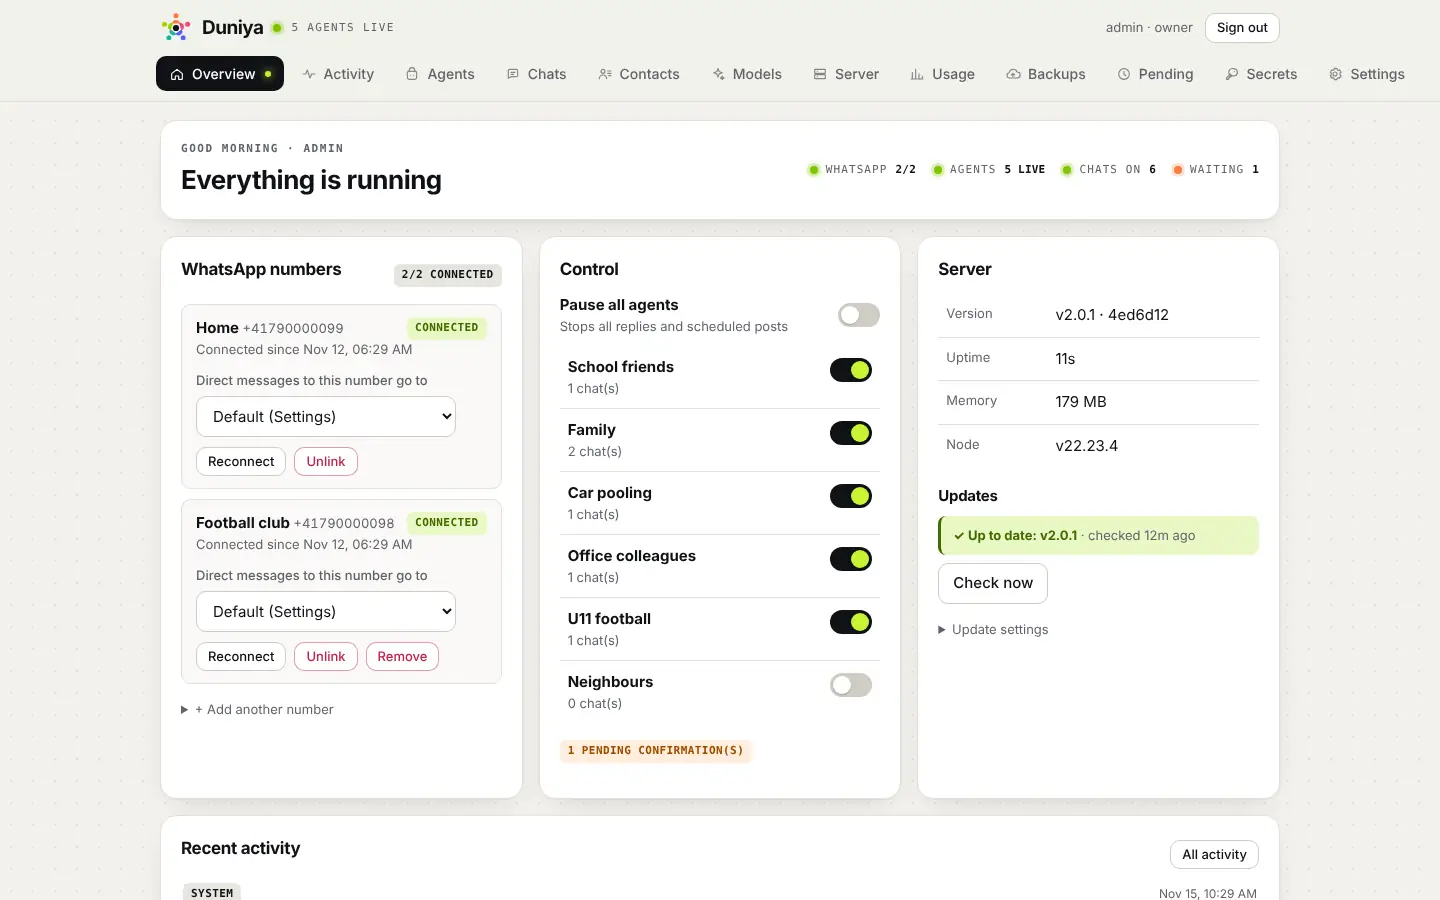 Duniya
5 AGENTS LIVE
admin · owner
Sign out
Overview
Activity
Agents
Chats
Contacts
Models
Server
Usage
Backups
Pending
Secrets
Settings
GOOD MORNING · ADMIN
Everything is running
WHATSAPP 2/2
AGENTS 5 LIVE
CHATS ON 6
WAITING 1
WhatsApp numbers
2/2 CONNECTED
Home +41790000099
CONNECTED
Connected since Nov 12, 06:29 AM
Direct messages to this number go to
Default (Settings)
Reconnect
Unlink
Football club +41790000098
CONNECTED
Connected since Nov 12, 06:29 AM
Direct messages to this number go to
Default (Settings)
Reconnect
Unlink
Remove
+ Add another number
Control
Pause all agents
Stops all replies and scheduled posts
School friends
1 chat(s)
Family
2 chat(s)
Car pooling
1 chat(s)
Office colleagues
1 chat(s)
U11 football
1 chat(s)
Neighbours
0 chat(s)
1 PENDING CONFIRMATION(S)
Server
Version v2.0.1 · 4ed6d12
Uptime 11s
Memory 179 MB
Node v22.23.4
Updates
✓ Up to date: v2.0.1 · checked 12m ago
Check now
Update settings
Recent activity
All activity
SYSTEM
Nov 15, 10:29 AM